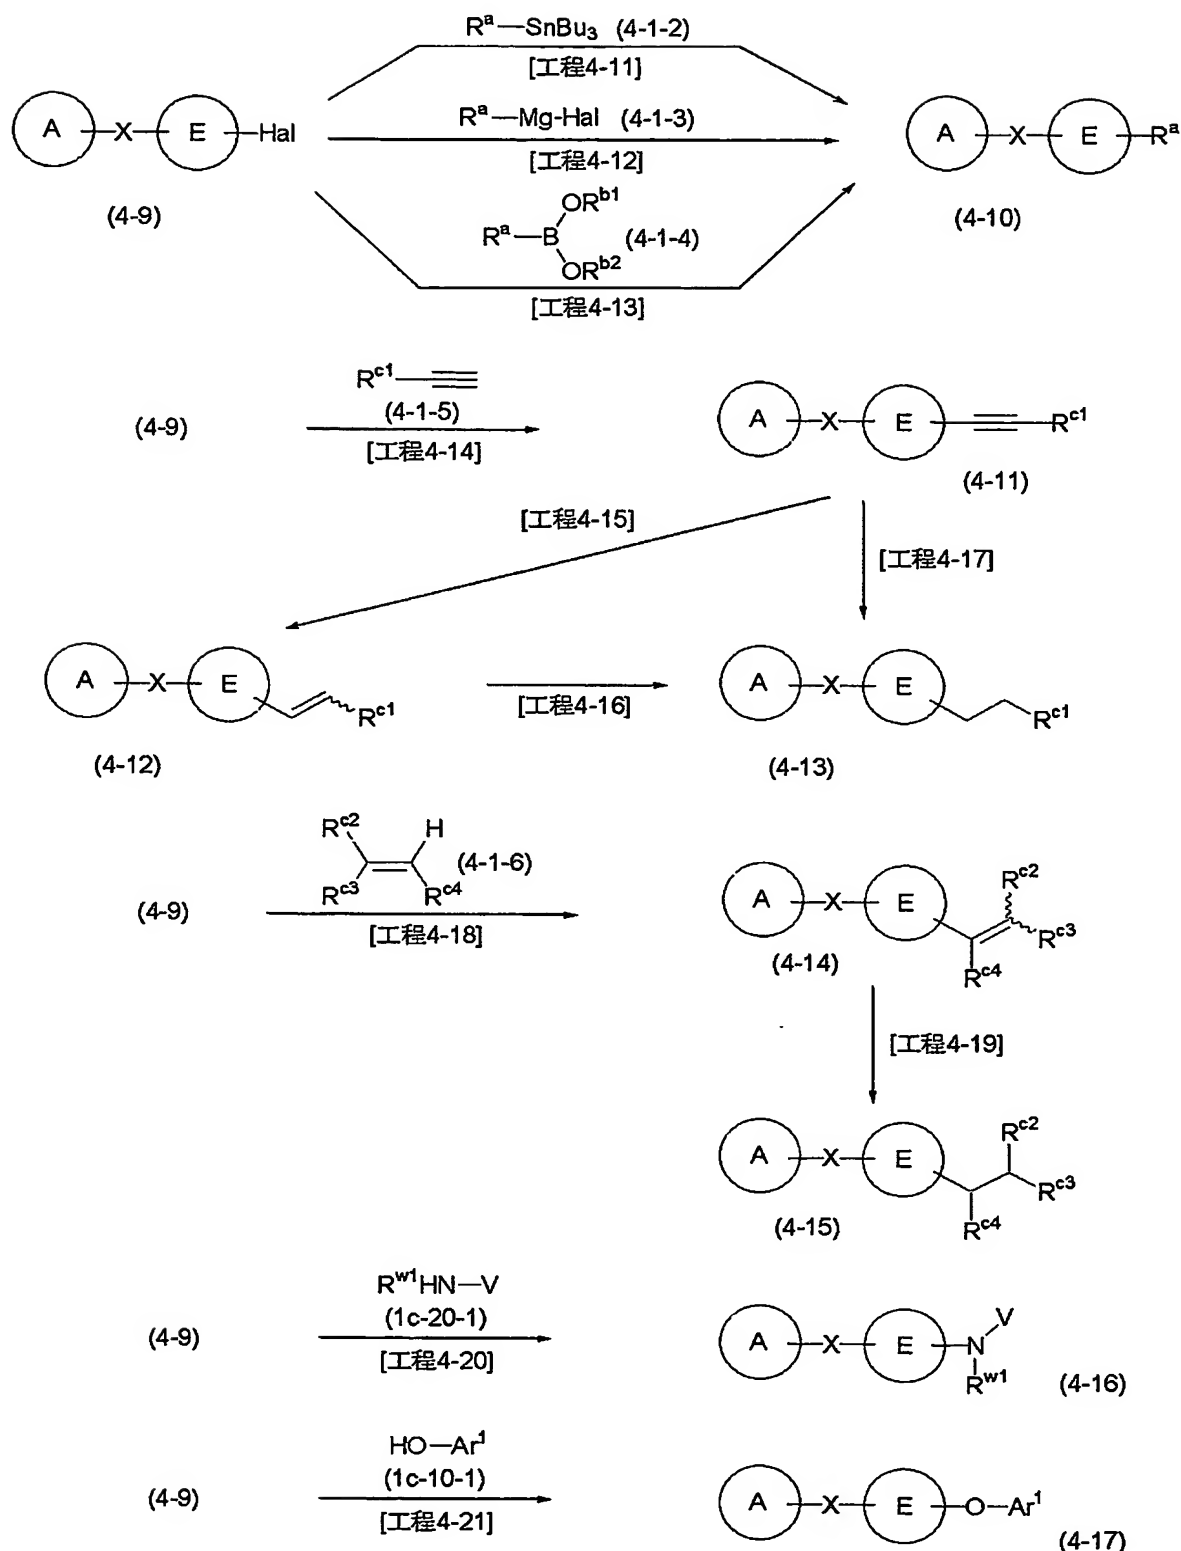 Rᵃ—SnBu₃ (4-1-2)
[工程4-11]
A X E Hal
Rᵃ—Mg-Hal (4-1-3)
A X E Rᵃ
[工程4-12]
(4-9)
(4-10)
ORᵇ¹
Rᵃ—B (4-1-4)
ORᵇ²
[工程4-13]
Rᶜ¹
(4-1-5)
(4-9)
[工程4-14]
A X E Rᶜ¹
(4-11)
[工程4-15]
[工程4-17]
A X E Rᶜ¹
(4-12)
[工程4-16]
A X E Rᶜ¹
(4-13)
Rᶜ² H
(4-1-6)
Rᶜ³ Rᶜ⁴
(4-9)
[工程4-18]
A X E Rᶜ² Rᶜ³ Rᶜ⁴
(4-14)
[工程4-19]
A X E Rᶜ² Rᶜ³ Rᶜ⁴
(4-15)
Rʷ¹HN—V
(1c-20-1)
(4-9)
[工程4-20]
A X E N V Rʷ¹
(4-16)
HO—Ar¹
(1c-10-1)
(4-9)
[工程4-21]
A X E O—Ar¹
(4-17)